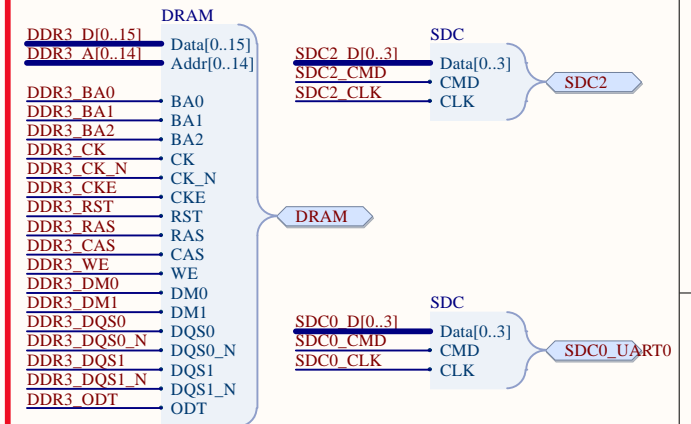 DRAM
DDR3_D[0..15]
Data[0..15]
DDR3_A[0..14]
Addr[0..14]
DDR3_BA0
BA0
DDR3_BA1
BA1
DDR3_BA2
BA2
DDR3_CK
CK
DDR3_CK_N
CK_N
DDR3_CKE
CKE
DDR3_RST
RST
DDR3_RAS
RAS
DDR3_CAS
CAS
DDR3_WE
WE
DDR3_DM0
DM0
DDR3_DM1
DM1
DDR3_DQS0
DQS0
DDR3_DQS0_N
DQS0_N
DDR3_DQS1
DQS1
DDR3_DQS1_N
DQS1_N
DDR3_ODT
ODT
DRAM
SDC
SDC2_D[0..3]
Data[0..3]
SDC2_CMD
CMD
SDC2_CLK
CLK
SDC2
SDC
SDC0_D[0..3]
Data[0..3]
SDC0_CMD
CMD
SDC0_CLK
CLK
SDC0_UART0